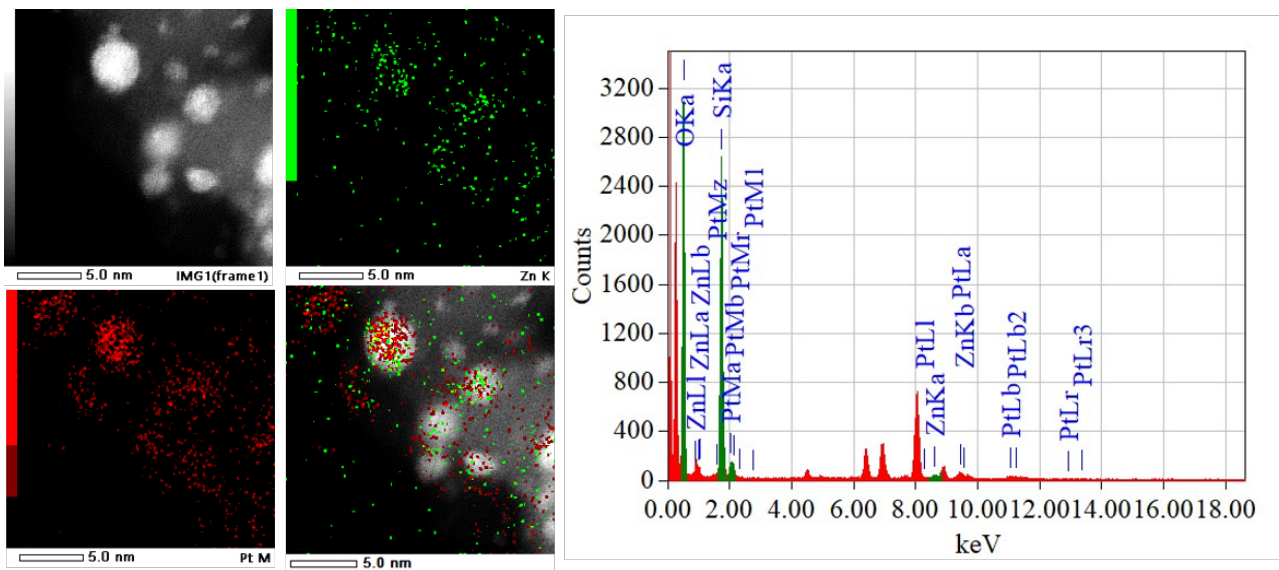 5.0 nm IMG1(frame1)
5.0 nm Zn K
5.0 nm Pt M
5.0 nm
Counts
3200
2800
2400
2000
1600
1200
800
400
0
OKa
SiKa
ZnLl
ZnLa
ZnLb
PtMz
PtMa
PtMb
PtMr
PtM1
PtLl
ZnKa
ZnKb
PtLa
PtLb
PtLb2
PtLr
PtLr3
0.00 2.00 4.00 6.00 8.00 10.00 12.00 14.00 16.00 18.00
keV